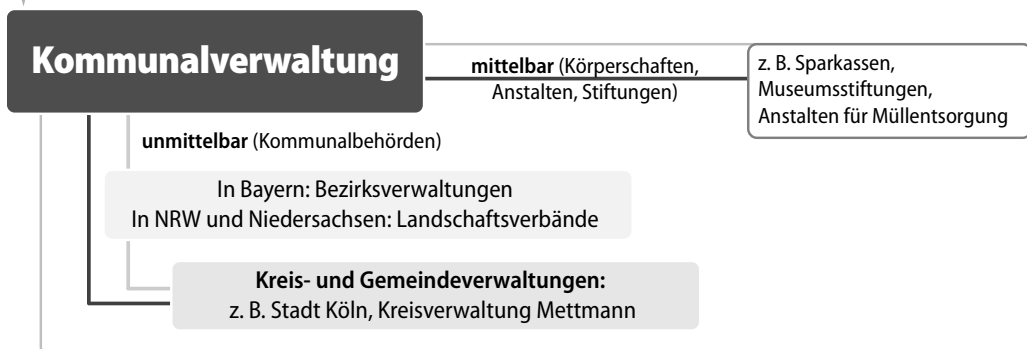 Kommunalverwaltung
mittelbar (Körperschaften,
Anstalten, Stiftungen)
z. B. Sparkassen,
Museumsstiftungen,
Anstalten für Müllentsorgung
unmittelbar (Kommunalbehörden)
In Bayern: Bezirksverwaltungen
In NRW und Niedersachsen: Landschaftsverbände
Kreis- und Gemeindeverwaltungen:
z. B. Stadt Köln, Kreisverwaltung Mettmann